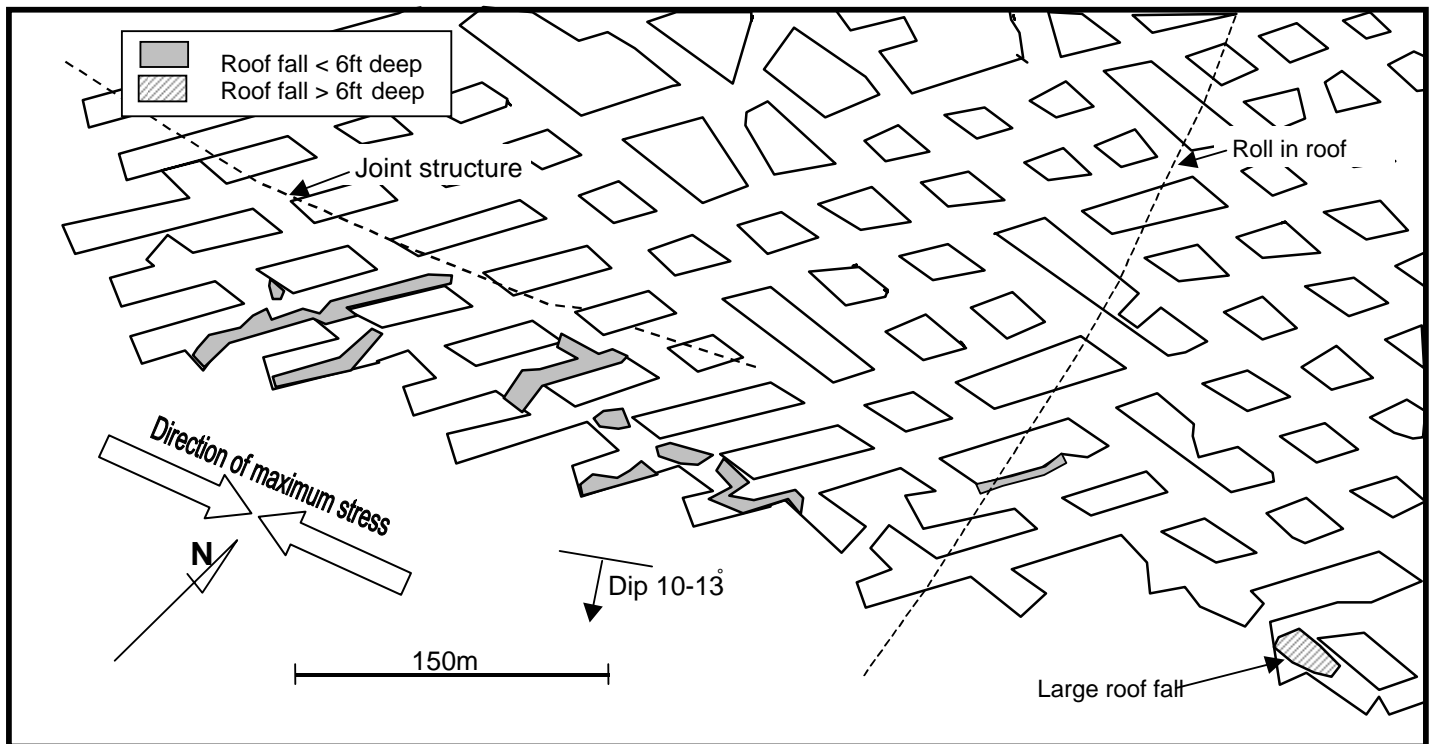 Roof fall < 6ft deep
Roof fall > 6ft deep
Joint structure
Roll in roof
Direction of maximum stress
N
Dip 10-13°
150m
Large roof fall